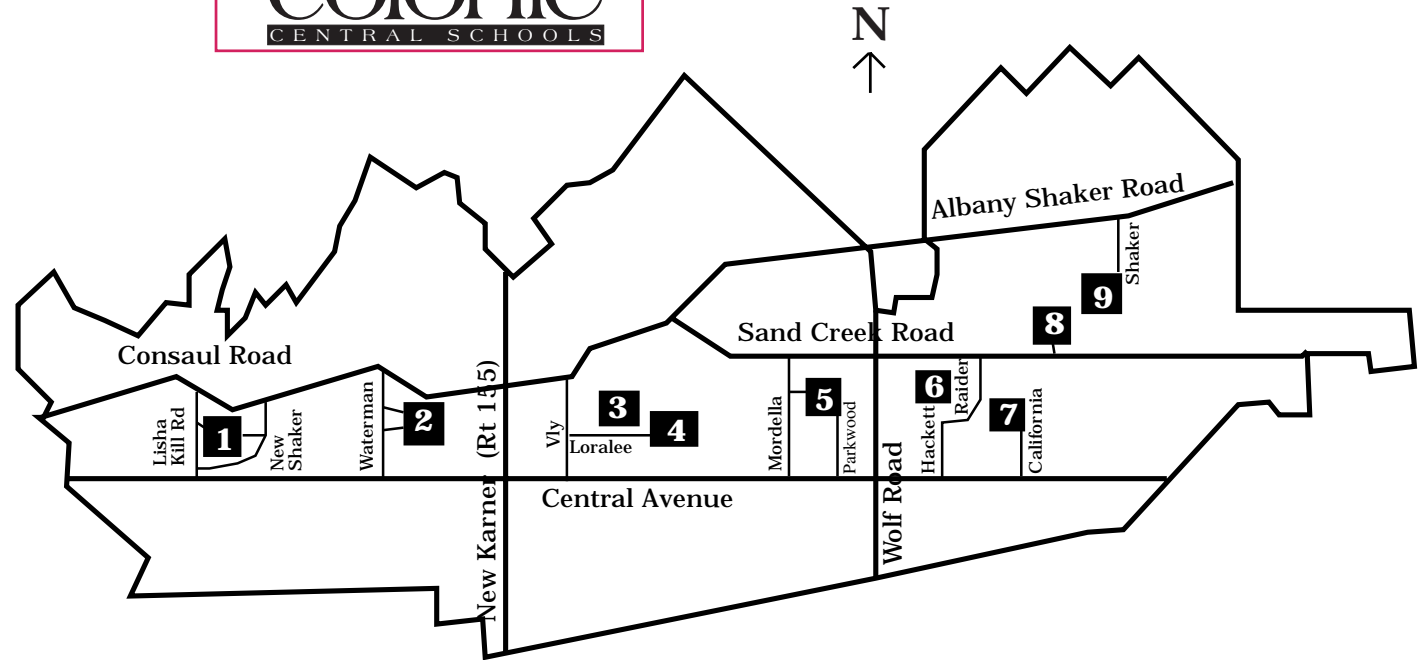 Colonie
CENTRAL SCHOOLS
N
Albany Shaker Road
Shaker
9
8
Sand Creek Road
Consaul Road
Lisha
Kill Rd
1
New
Shaker
Waterman
2
New Karner (Rt 155)
Vly
3
Loralee
4
Mordella
5
Parkwood
Wolf Road
6
Hackett
Raider
7
California
Central Avenue